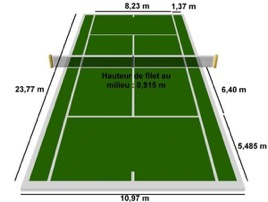 8,23 m
1,37 m
Hauteur de filet au
milieu : 0,915 m
23,77 m
6,40 m
5,485 m
10,97 m